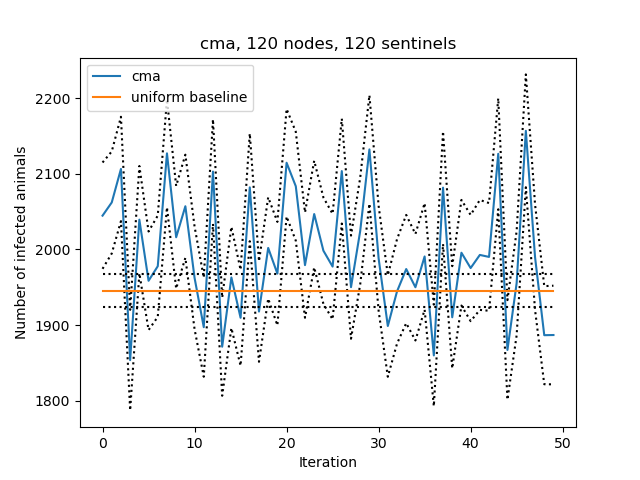 cma, 120 nodes, 120 sentinels
cma
uniform baseline
Number of infected animals
2200
2100
2000
1900
1800
0 10 20 30 40 50
Iteration